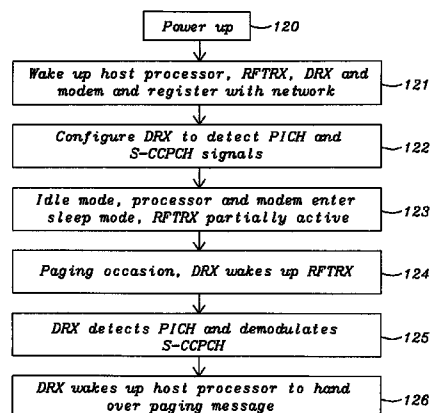 Power up
120
Wake up host processor, RFTRX, DRX and
modem and register with network
121
Configure DRX to detect PICH and
S-CCPCH signals
122
Idle mode, processor and modem enter
sleep mode, RFTRX partially active
123
Paging occasion, DRX wakes up RFTRX
124
DRX detects PICH and demodulates
S-CCPCH
125
DRX wakes up host processor to hand
over paging message
126